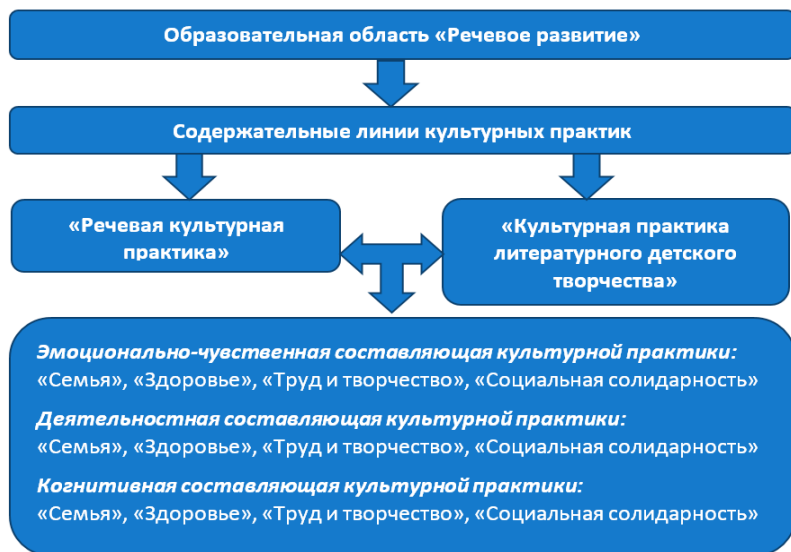 Образовательная область «Речевое развитие»
Содержательные линии культурных практик
«Речевая культурная
практика»
«Культурная практика
литературного детского
творчества»
Эмоционально-чувственная составляющая культурной практики:
«Семья», «Здоровье», «Труд и творчество», «Социальная солидарность»
Деятельностная составляющая культурной практики:
«Семья», «Здоровье», «Труд и творчество», «Социальная солидарность»
Когнитивная составляющая культурной практики:
«Семья», «Здоровье», «Труд и творчество», «Социальная солидарность»